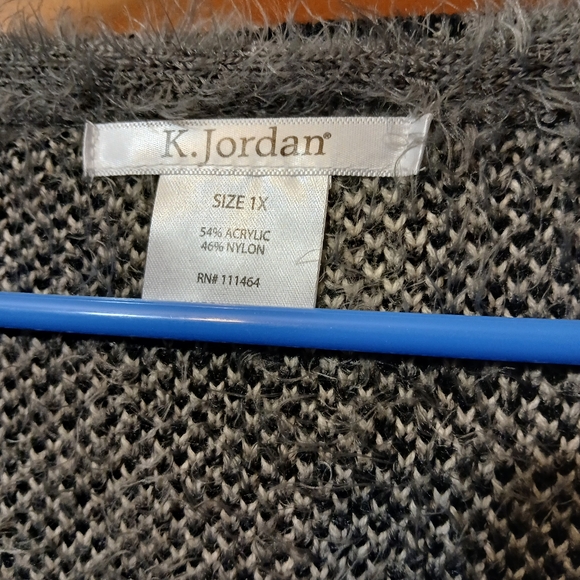 K.Jordan®
SIZE 1X
54% ACRYLIC
46% NYLON
RN# 111464